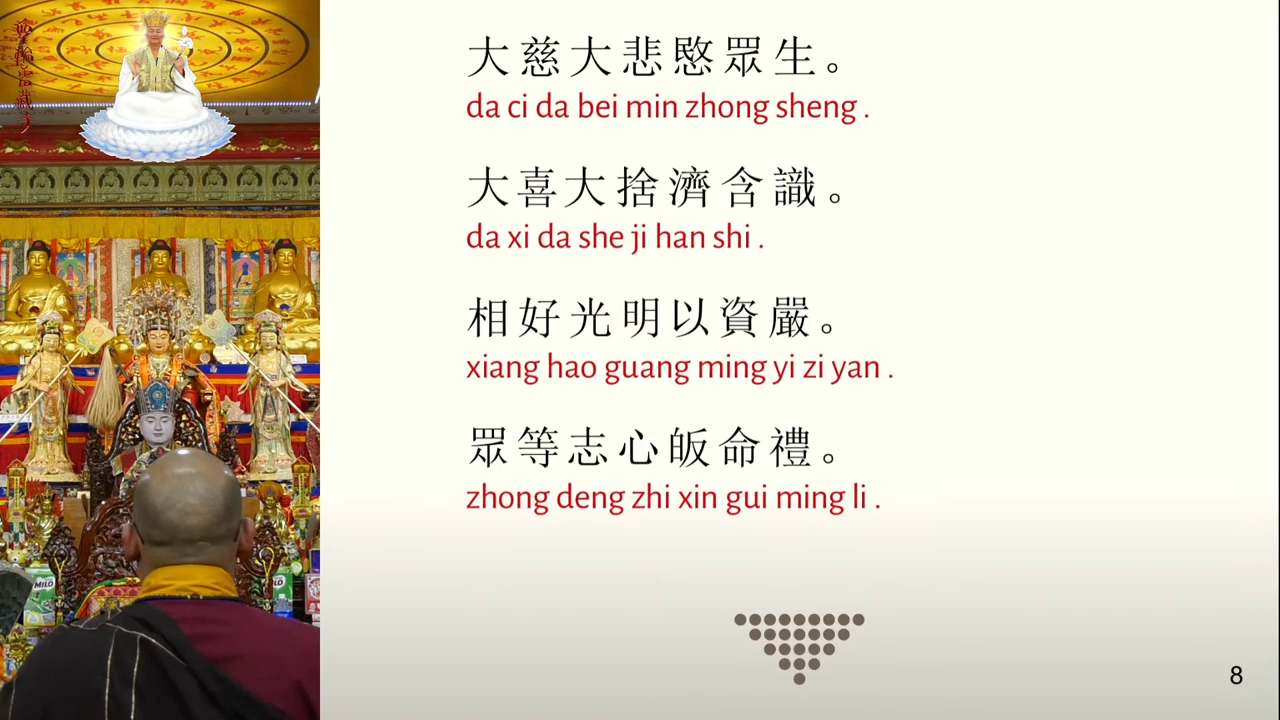 大慈大悲愍眾生。
da ci da bei min zhong sheng .
大喜大捨濟含識。
da xi da she ji han shi .
相好光明以資嚴。
xiang hao guang ming yi zi yan .
眾等志心皈命禮。
zhong deng zhi xin gui ming li .
8
MILO